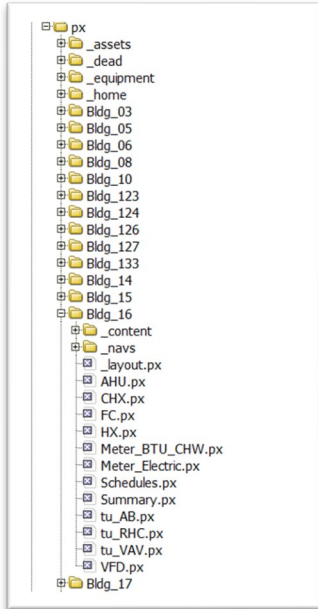 px
_assets
_dead
_equipment
_home
Bldg_03
Bldg_05
Bldg_06
Bldg_08
Bldg_10
Bldg_123
Bldg_124
Bldg_126
Bldg_127
Bldg_133
Bldg_14
Bldg_15
Bldg_16
_content
_navs
_layout.px
AHU.px
CHX.px
FC.px
HX.px
Meter_BTU_CHW.px
Meter_Electric.px
Schedules.px
Summary.px
tu_AB.px
tu_RHC.px
tu_VAV.px
VFD.px
Bldg_17